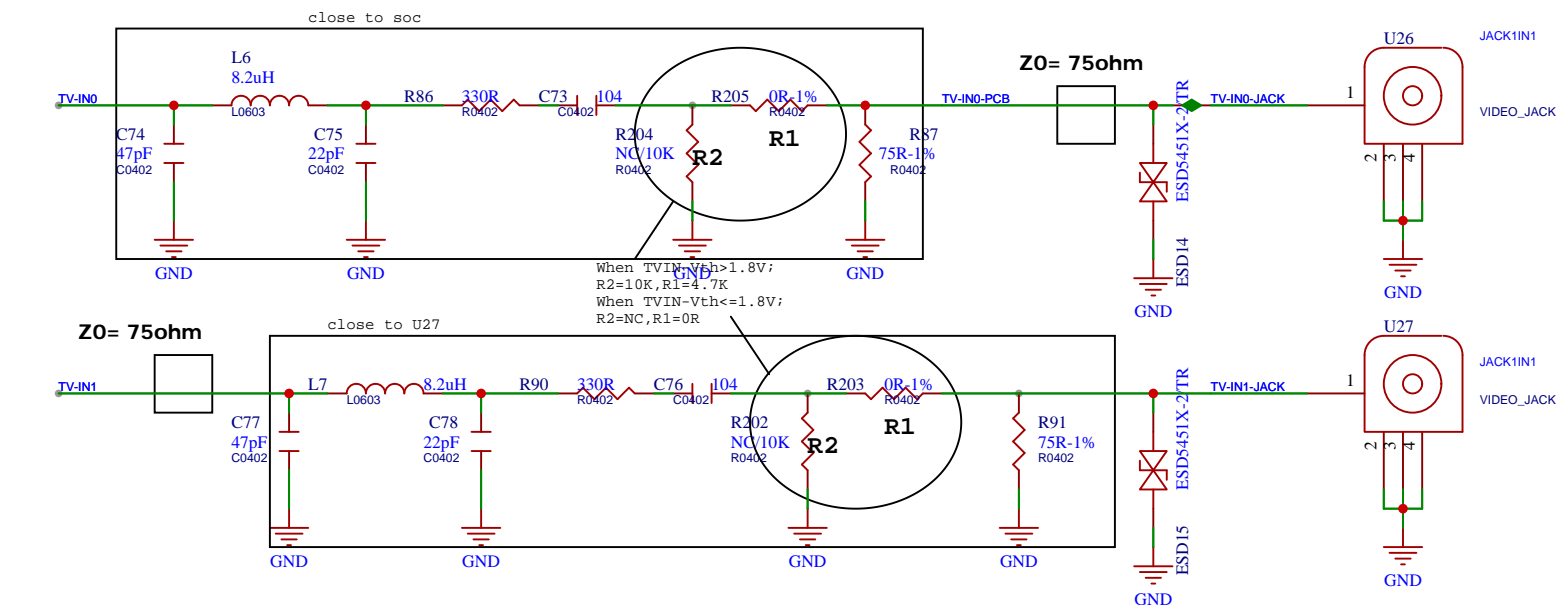 close to soc
L6
8.2uH
L0603
TV-IN0
C74
47pF
C0402
GND
C75
22pF
C0402
GND
R86
330R
R0402
C73
104
C0402
R204
NC/10K
R0402
R2
GND
R205
0R-1%
R0402
R1
R87
75R-1%
R0402
GND
TV-IN0-PCB
Z0= 75ohm
ESD5451X-2/TR
ESD14
GND
TV-IN0-JACK
U26
JACK1IN1
VIDEO_JACK
1
2
3
4
GND
When TVIN-Vth>1.8V;
R2=10K,R1=4.7K
When TVIN-Vth<=1.8V;
R2=NC,R1=0R
Z0= 75ohm
close to U27
TV-IN1
L7
8.2uH
L0603
C77
47pF
C0402
GND
C78
22pF
C0402
GND
R90
330R
R0402
C76
104
C0402
R202
NC/10K
R0402
R2
GND
R203
0R-1%
R0402
R1
R91
75R-1%
R0402
GND
ESD5451X-2/TR
ESD15
GND
TV-IN1-JACK
U27
JACK1IN1
VIDEO_JACK
1
2
3
4
GND